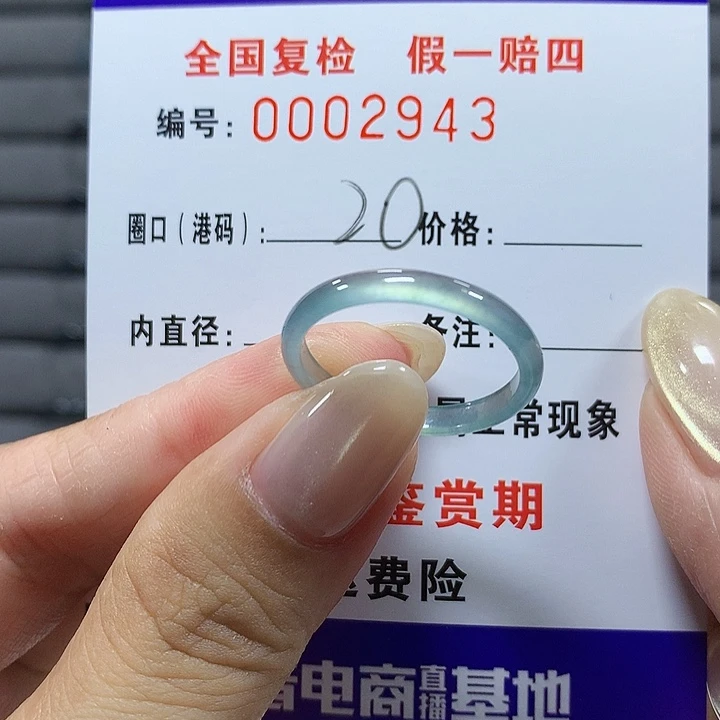 全国复检 假一赔四
编号: 0002943
圈口(港码): 20 价格:
内直径: 备注:
正常现象
鉴赏期
费险
电商直播基地